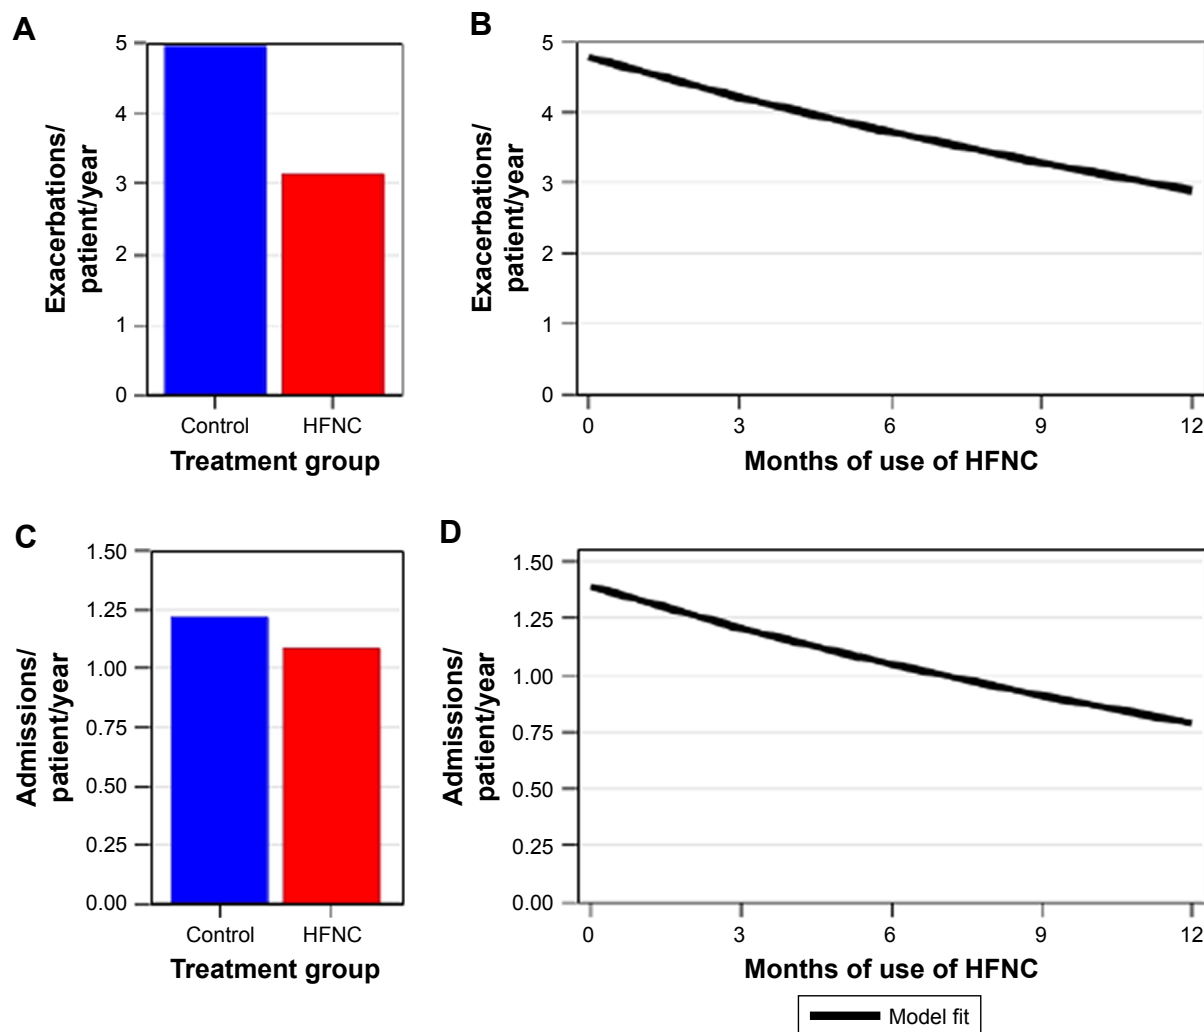 A
Exacerbations/
patient/year
5
4
3
2
1
0
Control HFNC
Treatment group
B
Exacerbations/
patient/year
5
4
3
2
1
0
0 3 6 9 12
Months of use of HFNC
C
Admissions/
patient/year
1.50
1.25
1.00
0.75
0.50
0.25
0.00
Control HFNC
Treatment group
D
Admissions/
patient/year
1.50
1.25
1.00
0.75
0.50
0.25
0.00
0 3 6 9 12
Months of use of HFNC
Model fit